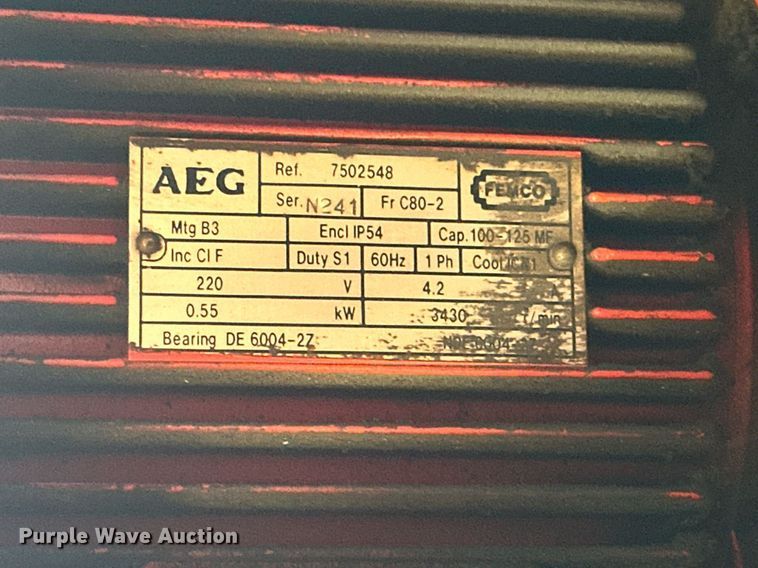 AEG
Ref. 7502548
FEMCO
Ser. N241 Fr C80-2
Mtg B3 Encl IP54 Cap. 100-125 MF
Inc Cl F Duty S1 60Hz 1 Ph Cool
220 V 4.2 A
0.55 kW 3430 r/min
Bearing DE 6004-2Z
Purple Wave Auction